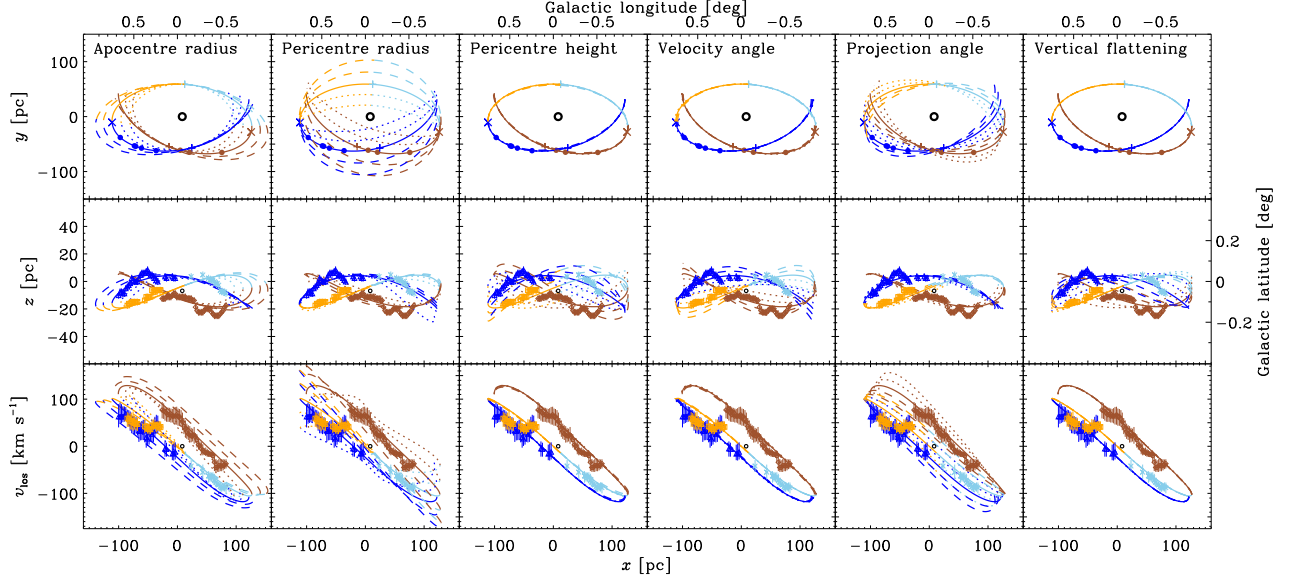 Galactic longitude [deg]
0.5 0 −0.5 0.5 0 −0.5 0.5 0 −0.5 0.5 0 −0.5 0.5 0 −0.5 0.5 0 −0.5
Apocentre radius Pericentre radius Pericentre height Velocity angle Projection angle Vertical flattening
100
y [pc]
0
−100
40
20
z [pc]
0
−20
−40
0.2
0
−0.2
Galactic latitude [deg]
100
v_los [km s⁻¹]
0
−100
−100 0 100 −100 0 100 −100 0 100 −100 0 100 −100 0 100 −100 0 100
x [pc]